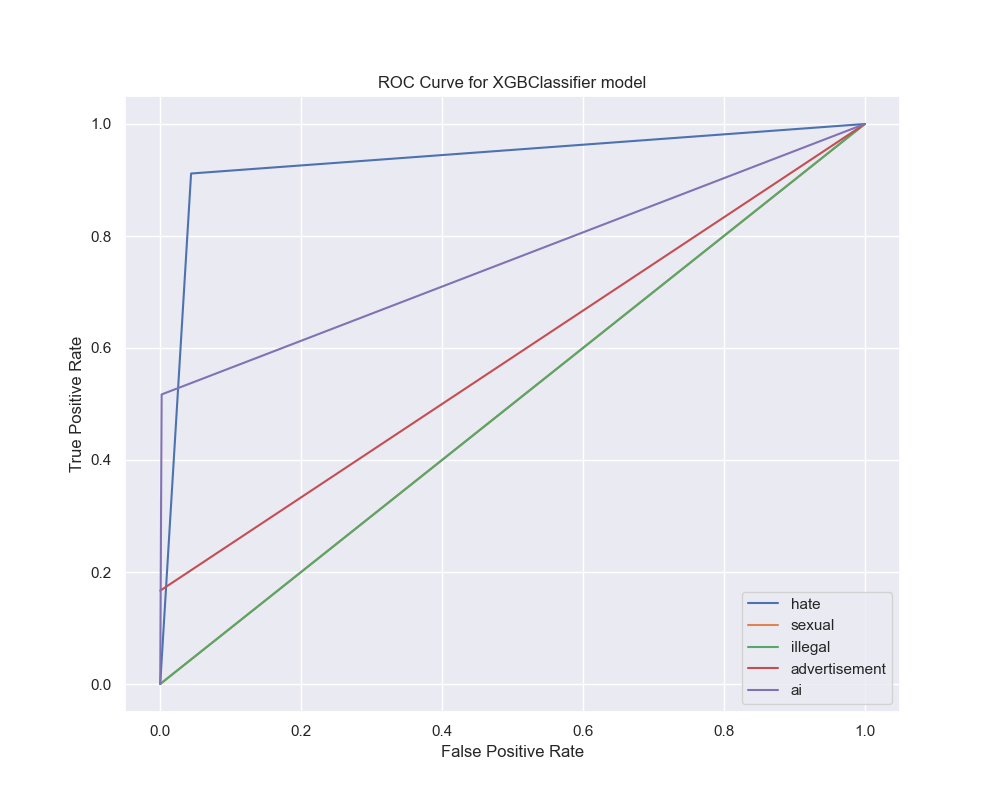 ROC Curve for XGBClassifier model
1.0
0.8
0.6
0.4
0.2
0.0
True Positive Rate
0.0 0.2 0.4 0.6 0.8 1.0
False Positive Rate
hate
sexual
illegal
advertisement
ai